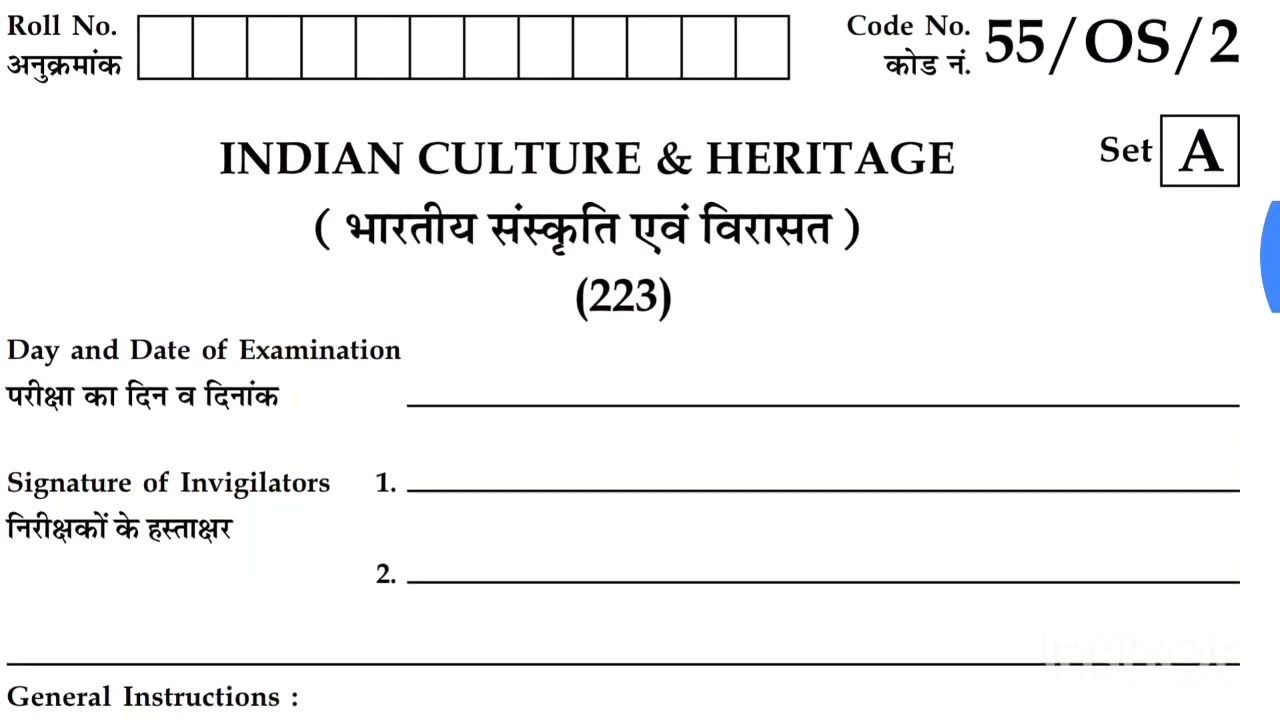 Roll No.
अनुक्रमांक
Code No. 55/OS/2
कोड नं.
INDIAN CULTURE & HERITAGE
Set A
( भारतीय संस्कृति एवं विरासत )
(223)
Day and Date of Examination
परीक्षा का दिन व दिनांक
Signature of Invigilators 1.
निरीक्षकों के हस्ताक्षर
2.
InShOt
General Instructions :